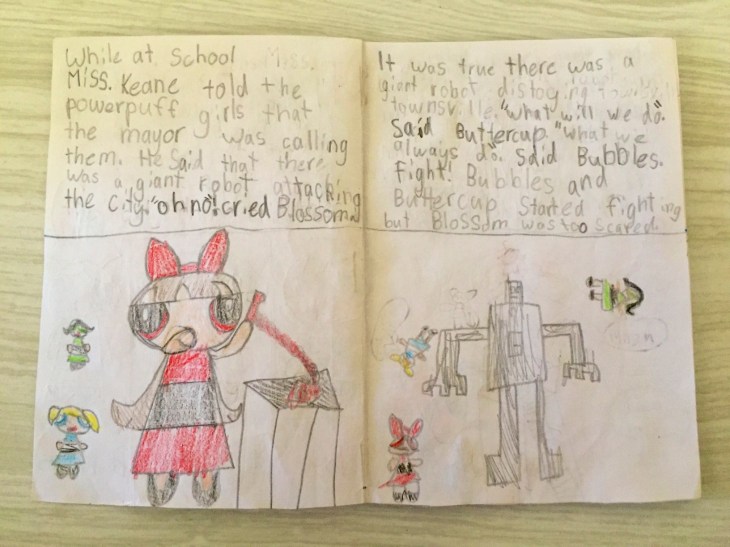 While at School
Miss. Keane told the
powerpuff girls that
the mayor was calling
them. He Said that there
was a giant robot attacking
the City. "oh no". cried Blossom.
It was true there was a
giant robot distoying
townsville. "what will we do".
Said Buttercup "what we
always do". Sdid Bubbles.
Fight! Bubbles and
Buttercup Started fighting
but Blossom was too Scared.